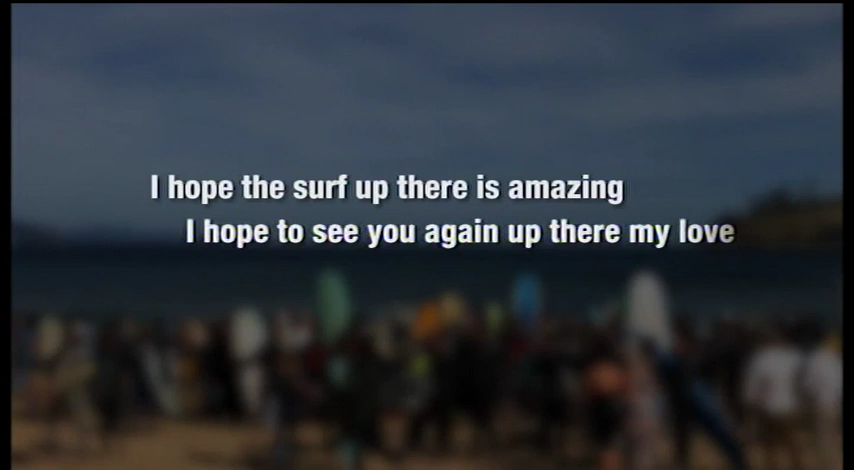 I hope the surf up there is amazing
I hope to see you again up there my love